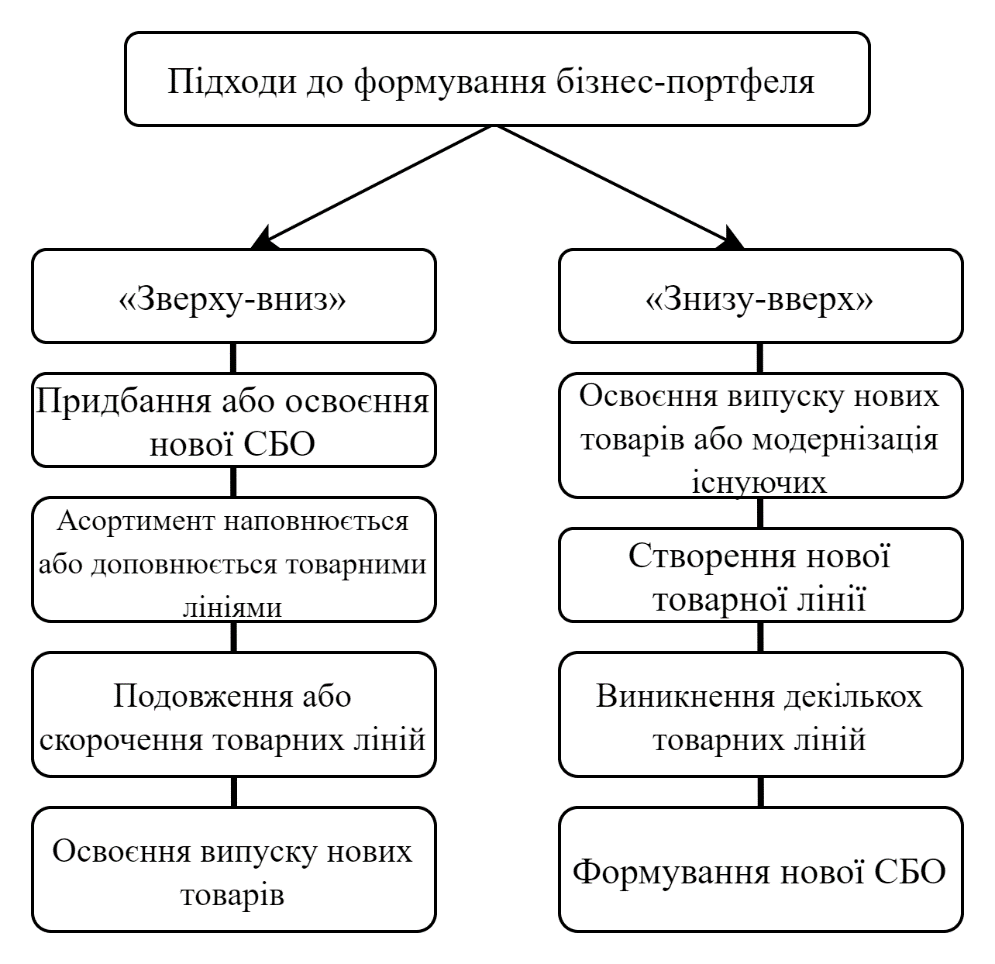 Підходи до формування бізнес-портфеля
«Зверху-вниз»
Придбання або освоєння
нової СБО
Асортимент наповнюється
або доповнюється товарними
лініями
Подовження або
скорочення товарних ліній
Освоєння випуску нових
товарів
«Знизу-вверх»
Освоєння випуску нових
товарів або модернізація
існуючих
Створення нової
товарної лінії
Виникнення декількох
товарних ліній
Формування нової СБО